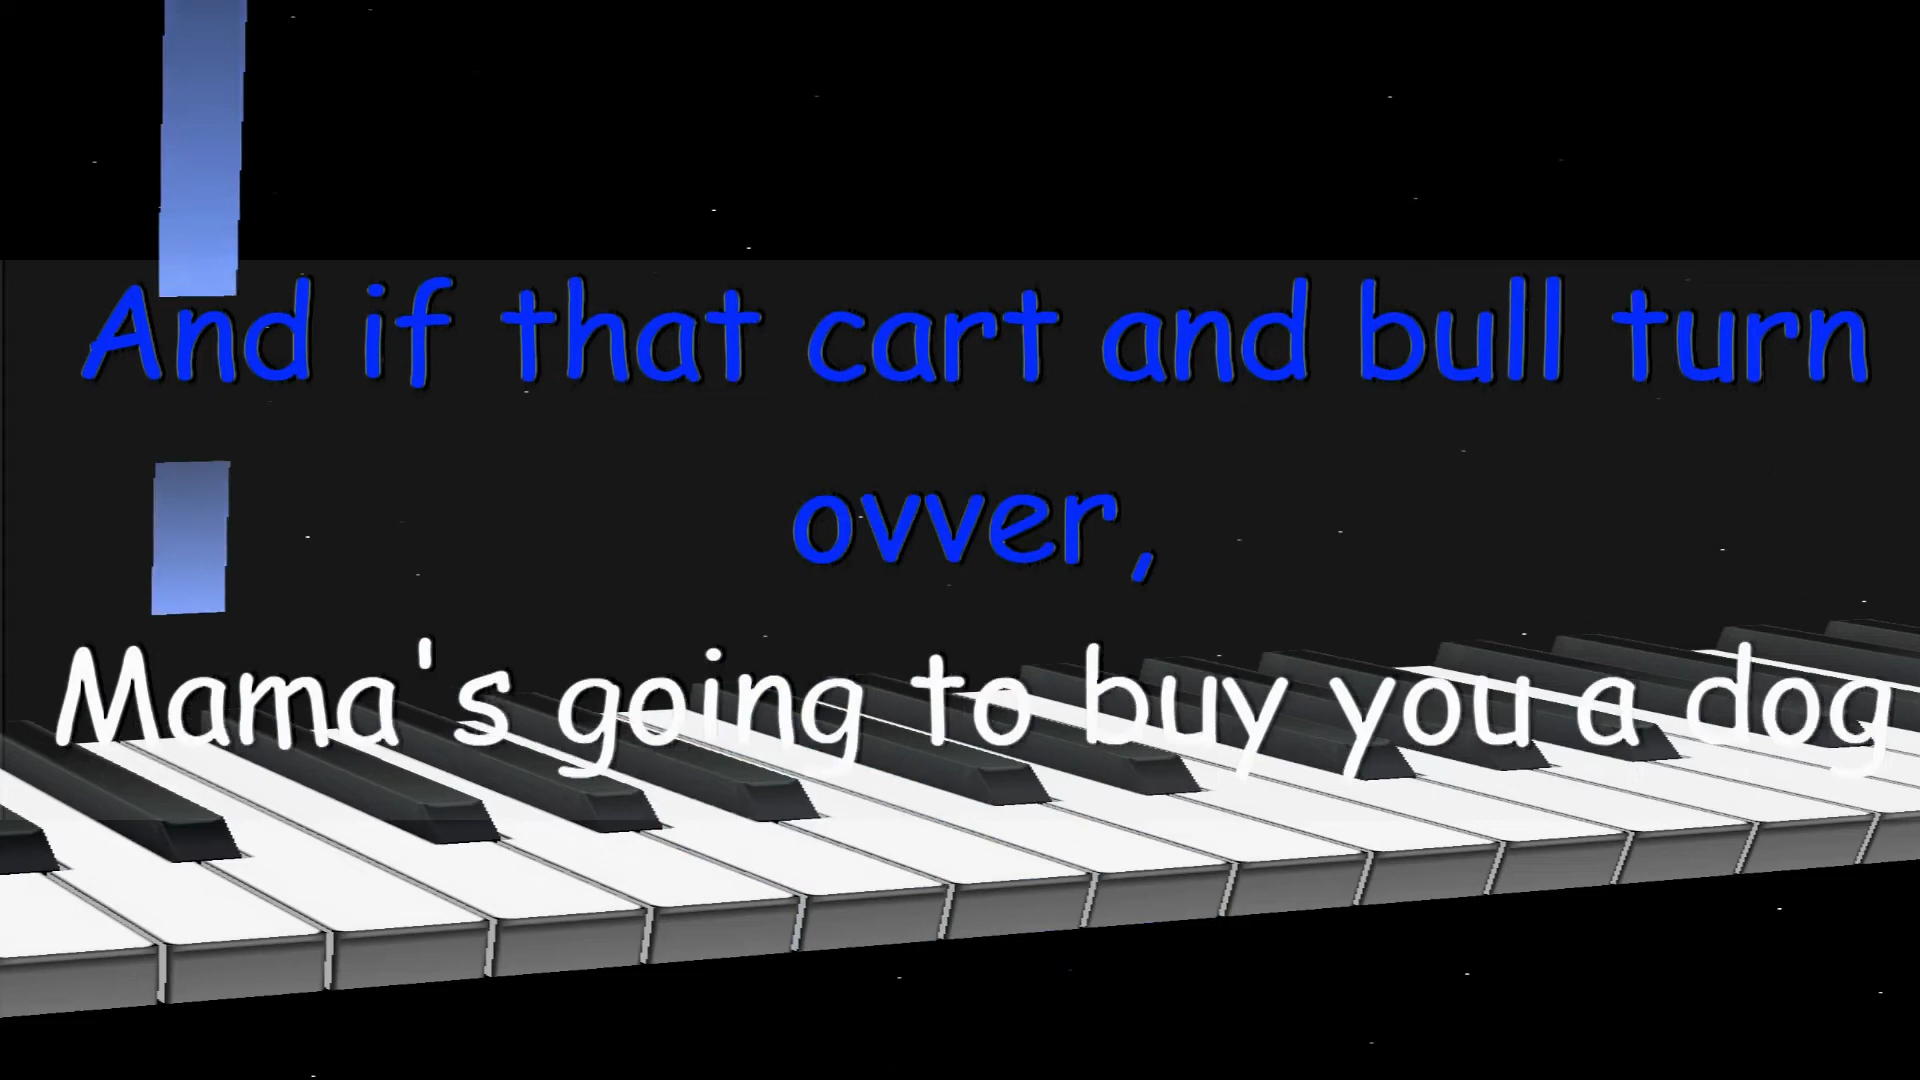 And if that cart and bull turn
ovver,
Mama's going to buy you a dog